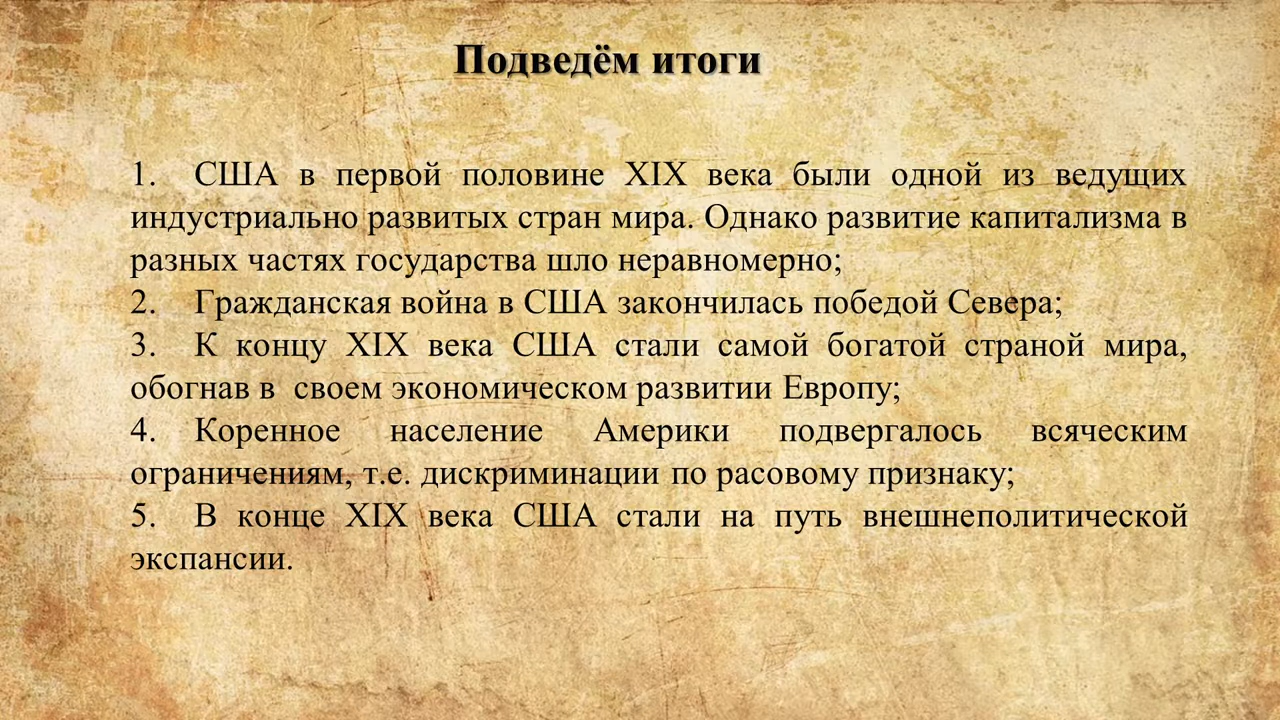 Подведём итоги
1. США в первой половине XIX века были одной из ведущих
индустриально развитых стран мира. Однако развитие капитализма в
разных частях государства шло неравномерно;
2. Гражданская война в США закончилась победой Севера;
3. К концу XIX века США стали самой богатой страной мира,
обогнав в своем экономическом развитии Европу;
4. Коренное население Америки подвергалось всяческим
ограничениям, т.е. дискриминации по расовому признаку;
5. В конце XIX века США стали на путь внешнеполитической
экспансии.